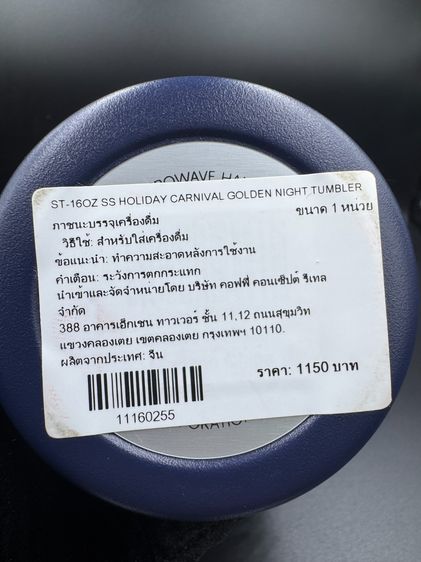 ST-16OZ SS HOLIDAY CARNIVAL GOLDEN NIGHT TUMBLER
ภาชนะบรรจุเครื่องดื่ม
ขนาด 1 หน่วย
วิธีใช้: สำหรับใส่เครื่องดื่ม
ข้อแนะนำ: ทำความสะอาดหลังการใช้งาน
คำเตือน: ระวังการตกกระแทก
นำเข้าและจัดจำหน่ายโดย บริษัท คอฟฟี่ คอนเซ็ปต์ รีเทล
จำกัด
388 อาคารเอ็กเชน ทาวเวอร์ ชั้น 11,12 ถนนสุขุมวิท
แขวงคลองเตย เขตคลองเตย กรุงเทพฯ 10110.
ผลิตจากประเทศ: จีน
ราคา: 1150 บาท
11160255